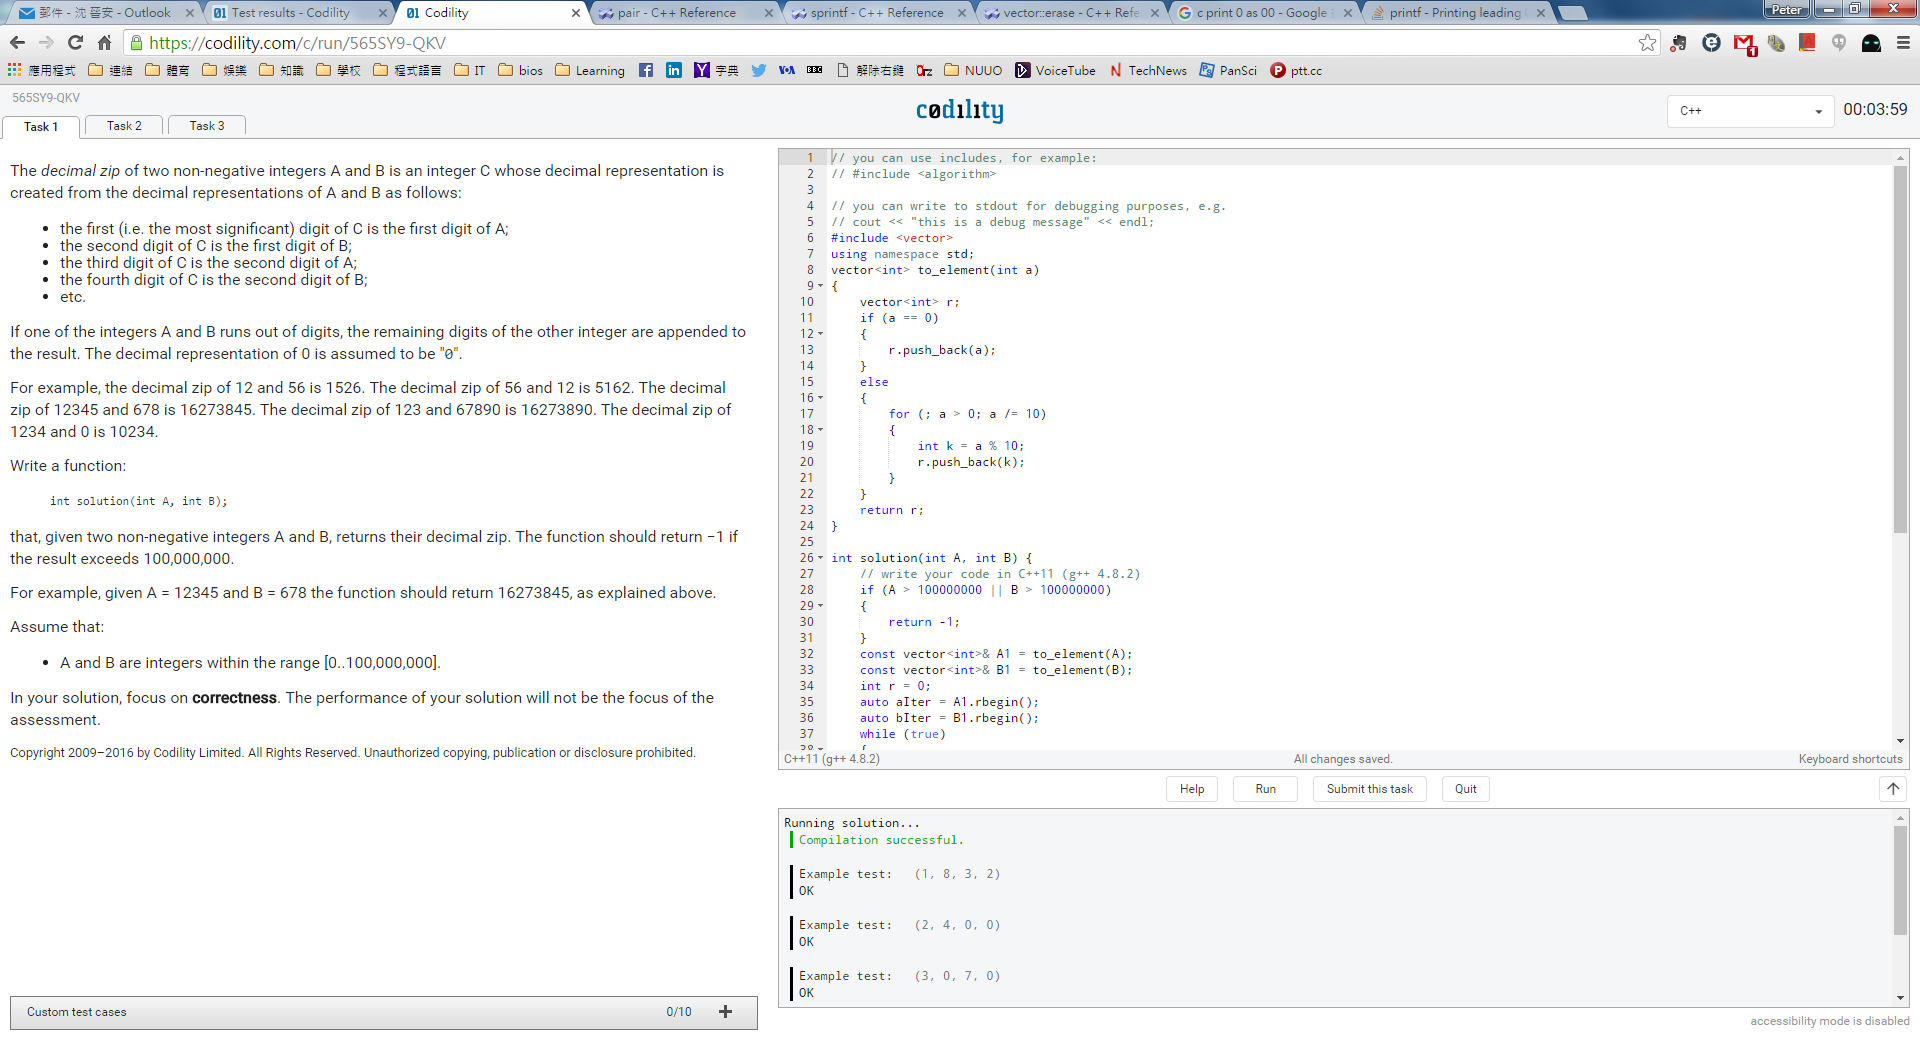 郵件 - 沈 晉安 - Outlook
Test results - Codility
Codility
pair - C++ Reference
sprintf - C++ Reference
vector::erase - C++ Refe
c print 0 as 00 - Google
printf - Printing leading
Peter
https://codility.com/c/run/565SY9-QKV
應用程式 連結 體育 娛樂 知識 學校 程式語言 IT bios Learning 字典 VOA BBC 解除右鍵 Orz NUUO VoiceTube TechNews PanSci ptt.cc
565SY9-QKV
codility
C++
00:03:59
Task 1
Task 2
Task 3
The decimal zip of two non-negative integers A and B is an integer C whose decimal representation is
created from the decimal representations of A and B as follows:
• the first (i.e. the most significant) digit of C is the first digit of A;
• the second digit of C is the first digit of B;
• the third digit of C is the second digit of A;
• the fourth digit of C is the second digit of B;
• etc.
If one of the integers A and B runs out of digits, the remaining digits of the other integer are appended to
the result. The decimal representation of 0 is assumed to be "0".
For example, the decimal zip of 12 and 56 is 1526. The decimal zip of 56 and 12 is 5162. The decimal
zip of 12345 and 678 is 16273845. The decimal zip of 123 and 67890 is 16273890. The decimal zip of
1234 and 0 is 10234.
Write a function:
int solution(int A, int B);
that, given two non-negative integers A and B, returns their decimal zip. The function should return −1 if
the result exceeds 100,000,000.
For example, given A = 12345 and B = 678 the function should return 16273845, as explained above.
Assume that:
• A and B are integers within the range [0..100,000,000].
In your solution, focus on correctness. The performance of your solution will not be the focus of the
assessment.
Copyright 2009–2016 by Codility Limited. All Rights Reserved. Unauthorized copying, publication or disclosure prohibited.
Custom test cases
0/10
1 // you can use includes, for example:
2 // #include <algorithm>
3
4 // you can write to stdout for debugging purposes, e.g.
5 // cout << "this is a debug message" << endl;
6 #include <vector>
7 using namespace std;
8 vector<int> to_element(int a)
9 {
10 vector<int> r;
11 if (a == 0)
12 {
13 r.push_back(a);
14 }
15 else
16 {
17 for (; a > 0; a /= 10)
18 {
19 int k = a % 10;
20 r.push_back(k);
21 }
22 }
23 return r;
24 }
25
26 int solution(int A, int B) {
27 // write your code in C++11 (g++ 4.8.2)
28 if (A > 100000000 || B > 100000000)
29 {
30 return -1;
31 }
32 const vector<int>& A1 = to_element(A);
33 const vector<int>& B1 = to_element(B);
34 int r = 0;
35 auto aIter = A1.rbegin();
36 auto bIter = B1.rbegin();
37 while (true)
38 {
C++11 (g++ 4.8.2)
All changes saved.
Keyboard shortcuts
Help
Run
Submit this task
Quit
Running solution...
Compilation successful.
Example test: (1, 8, 3, 2)
OK
Example test: (2, 4, 0, 0)
OK
Example test: (3, 0, 7, 0)
OK
accessibility mode is disabled